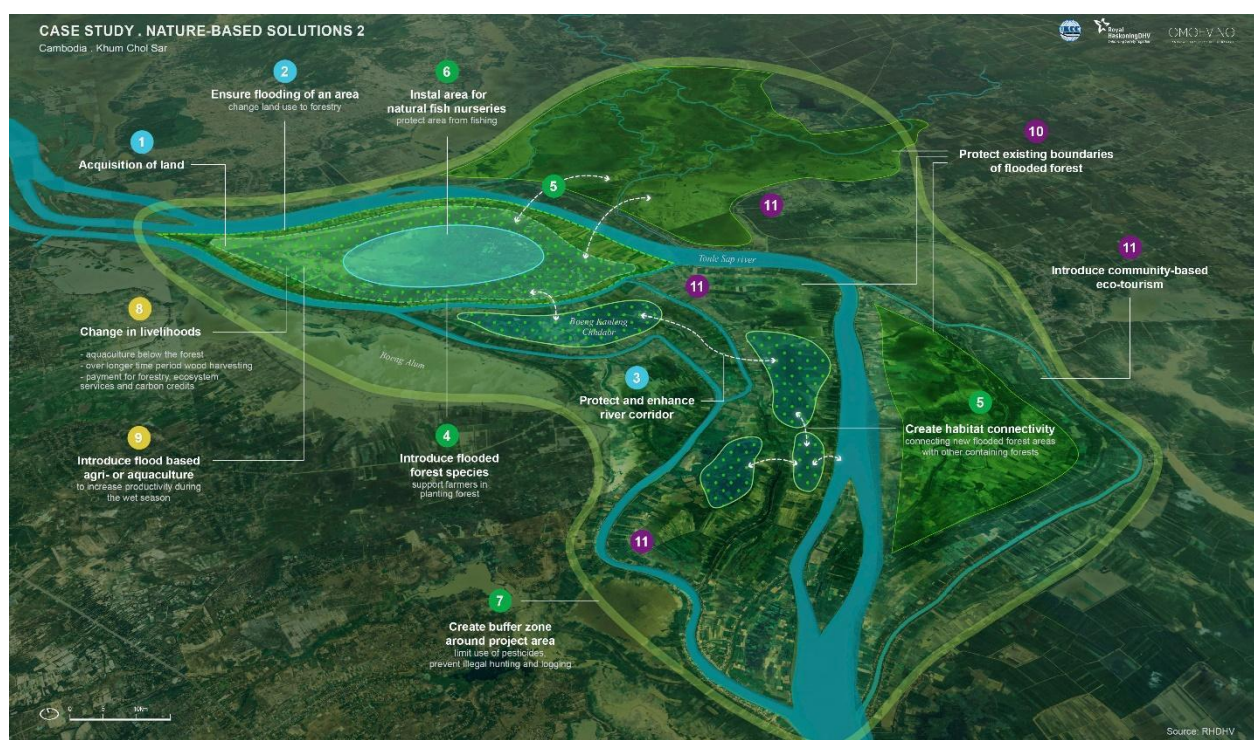 CASE STUDY . NATURE-BASED SOLUTIONS 2
Cambodia . Khum Chol Sar
Royal
HaskoningDHV
2
Ensure flooding of an area
change land use to forestry
6
Instal area for
natural fish nurseries
protect area from fishing
1
Acquisition of land
10
Protect existing boundaries
of flooded forest
5
11
Tonle Sap river
11
11
Introduce community-based
eco-tourism
8
Change in livelihoods
- aquaculture below the forest
- over longer time period wood harvesting
- payment for forestry, ecosystem
services and carbon credits
Boeng Kanleng
Boeng Alum
3
Protect and enhance
river corridor
5
Create habitat connectivity
connecting new flooded forest areas
with other containing forests
9
Introduce flood based
agri- or aquaculture
to increase productivity during
the wet season
4
Introduce flooded
forest species
support farmers in
planting forest
11
7
Create buffer zone
around project area
limit use of pesticides,
prevent illegal hunting and logging
0 5 10km
Source: RHDHV